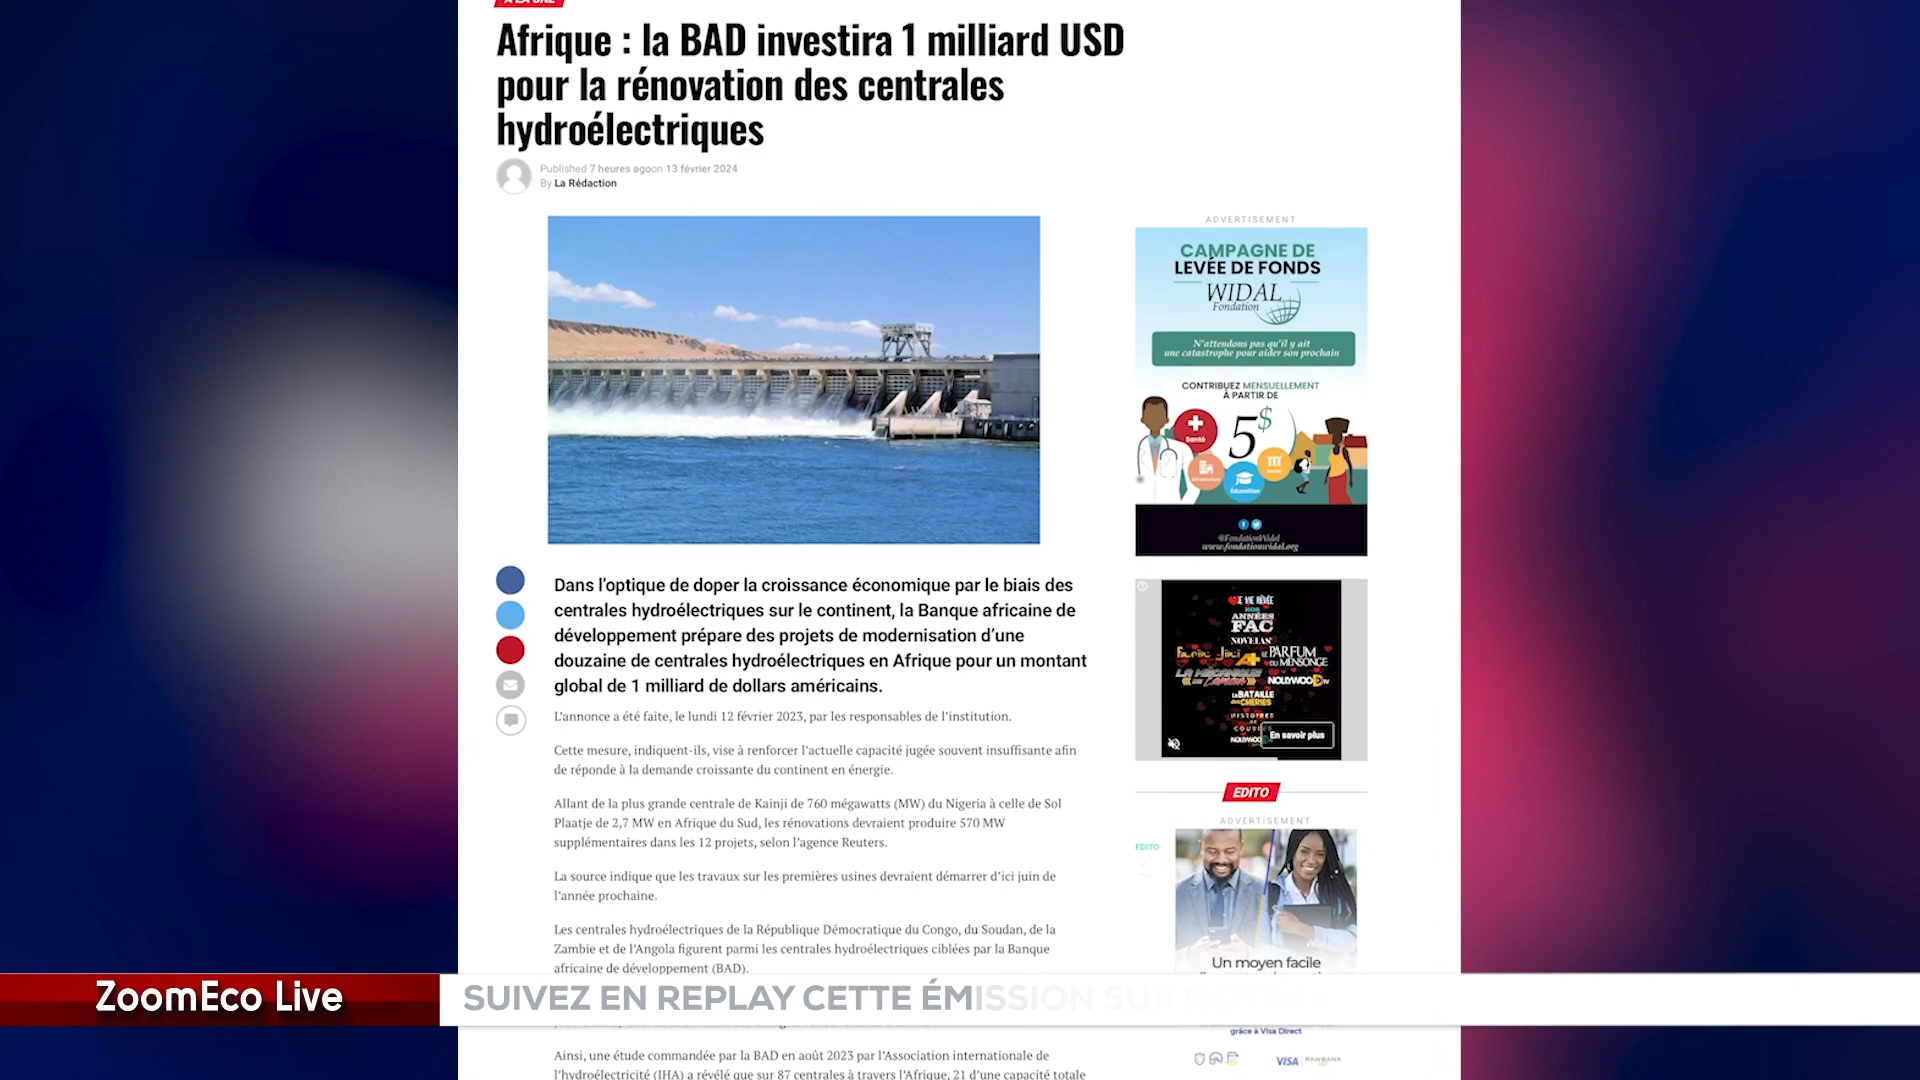 À LA UNE
Afrique : la BAD investira 1 milliard USD
pour la rénovation des centrales
hydroélectriques
Published 7 heures agoon 13 février 2024
By La Rédaction
ADVERTISEMENT
CAMPAGNE DE
LEVÉE DE FONDS
WIDAL
Fondation
N'attendons pas qu'il y ait
une catastrophe pour aider son prochain
CONTRIBUEZ MENSUELLEMENT
À PARTIR DE
5$
Santé
Education
@FondationWidal
www.fondationwidal.org
Dans l’optique de doper la croissance économique par le biais des
centrales hydroélectriques sur le continent, la Banque africaine de
développement prépare des projets de modernisation d’une
douzaine de centrales hydroélectriques en Afrique pour un montant
global de 1 milliard de dollars américains.
L’annonce a été faite, le lundi 12 février 2023, par les responsables de l’institution.
Cette mesure, indiquent-ils, vise à renforcer l’actuelle capacité jugée souvent insuffisante afin
de réponde à la demande croissante du continent en énergie.
Allant de la plus grande centrale de Kainji de 760 mégawatts (MW) du Nigeria à celle de Sol
Plaatje de 2,7 MW en Afrique du Sud, les rénovations devraient produire 570 MW
supplémentaires dans les 12 projets, selon l’agence Reuters.
La source indique que les travaux sur les premières usines devraient démarrer d’ici juin de
l’année prochaine.
Les centrales hydroélectriques de la République Démocratique du Congo, du Soudan, de la
Zambie et de l’Angola figurent parmi les centrales hydroélectriques ciblées par la Banque
africaine de développement (BAD).
Ainsi, une étude commandée par la BAD en août 2023 par l’Association internationale de
l’hydroélectricité (IHA) a révélé que sur 87 centrales à travers l’Afrique, 21 d’une capacité totale
VIE RÊVÉE
NOS
ANNÉES
FAC
NOVELAS
A+
LE PARFUM
DU MENSONGE
NOLLYWOOD TV
LA BATAILLE
DES CHÉRIES
HISTOIRES
DE
En savoir plus
EDITO
ADVERTISEMENT
EDITO
Un moyen facile
grâce à Visa Direct
VISA
RAWBANK
ZoomEco Live
SUIVEZ EN REPLAY CETTE ÉMISSION SUR